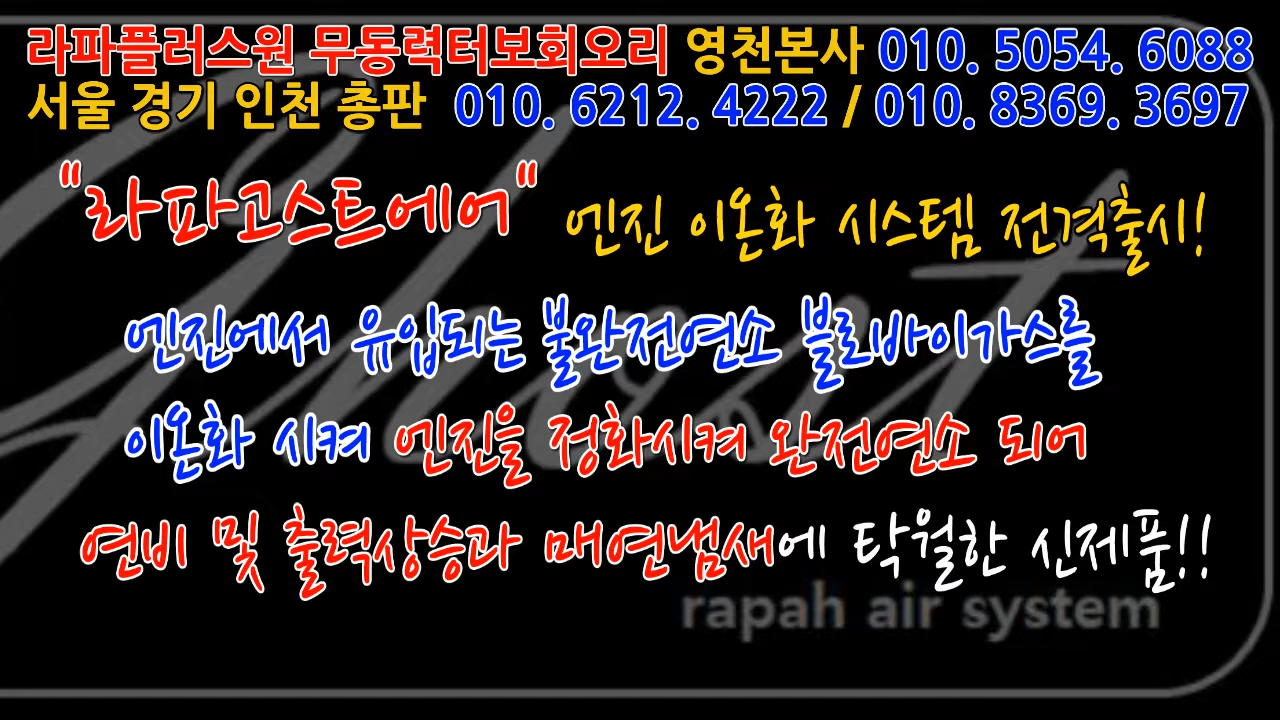 라파플러스원 무동력터보회오리 영천본사 010. 5054. 6088
서울 경기 인천 총판 010. 6212. 4222 / 010. 8369. 3697
"라파고스트에어" 엔진 이온화 시스템 전격출시!
엔진에서 유입되는 불완전연소 블로바이가스를
이온화 시켜 엔진을 정화시켜 완전연소 되어
연비 및 출력상승과 매연냄새에 탁월한 신제품!!
Ghost
rapah air system